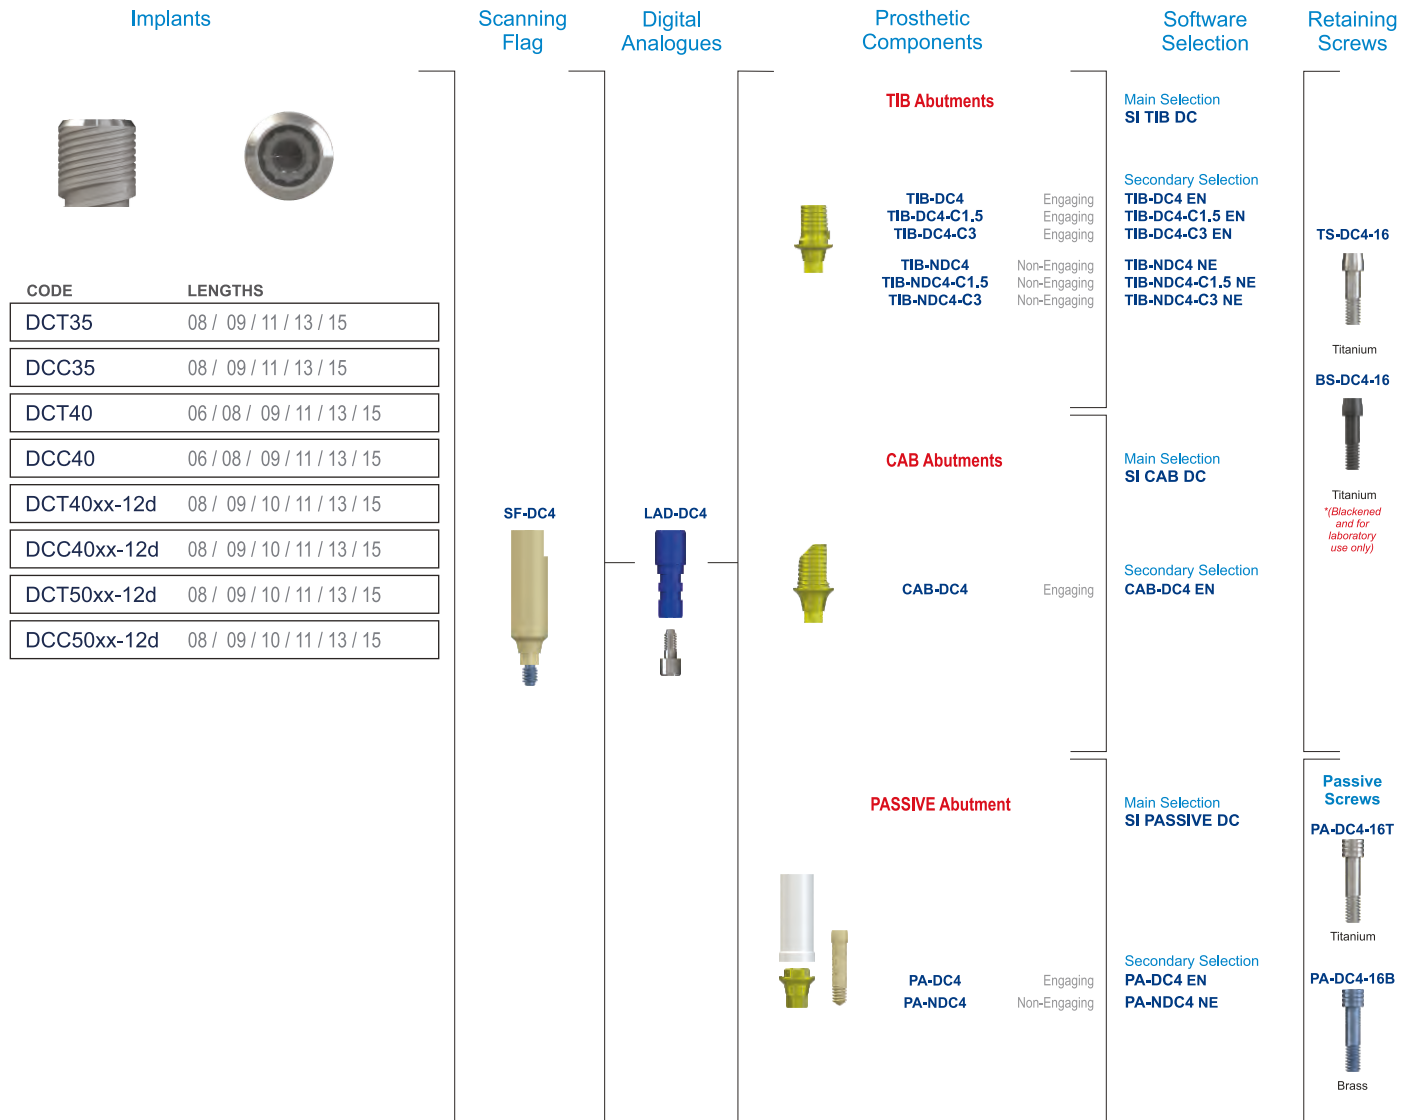 Implants
Scanning
Flag
Digital
Analogues
Prosthetic
Components
Software
Selection
Retaining
Screws
CODE LENGTHS
DCT35 08 / 09 / 11 / 13 / 15
DCC35 08 / 09 / 11 / 13 / 15
DCT40 06 / 08 / 09 / 11 / 13 / 15
DCC40 06 / 08 / 09 / 11 / 13 / 15
DCT40xx-12d 08 / 09 / 10 / 11 / 13 / 15
DCC40xx-12d 08 / 09 / 10 / 11 / 13 / 15
DCT50xx-12d 08 / 09 / 10 / 11 / 13 / 15
DCC50xx-12d 08 / 09 / 10 / 11 / 13 / 15
SF-DC4
LAD-DC4
TIB Abutments
Main Selection
SI TIB DC
Secondary Selection
TIB-DC4 Engaging TIB-DC4 EN
TIB-DC4-C1.5 Engaging TIB-DC4-C1.5 EN
TIB-DC4-C3 Engaging TIB-DC4-C3 EN
TIB-NDC4 Non-Engaging TIB-NDC4 NE
TIB-NDC4-C1.5 Non-Engaging TIB-NDC4-C1.5 NE
TIB-NDC4-C3 Non-Engaging TIB-NDC4-C3 NE
CAB Abutments
Main Selection
SI CAB DC
Secondary Selection
CAB-DC4 Engaging CAB-DC4 EN
TS-DC4-16
Titanium
BS-DC4-16
Titanium
*(Blackened
and for
laboratory
use only)
PASSIVE Abutment
Main Selection
SI PASSIVE DC
Secondary Selection
PA-DC4 Engaging PA-DC4 EN
PA-NDC4 Non-Engaging PA-NDC4 NE
Passive
Screws
PA-DC4-16T
Titanium
PA-DC4-16B
Brass